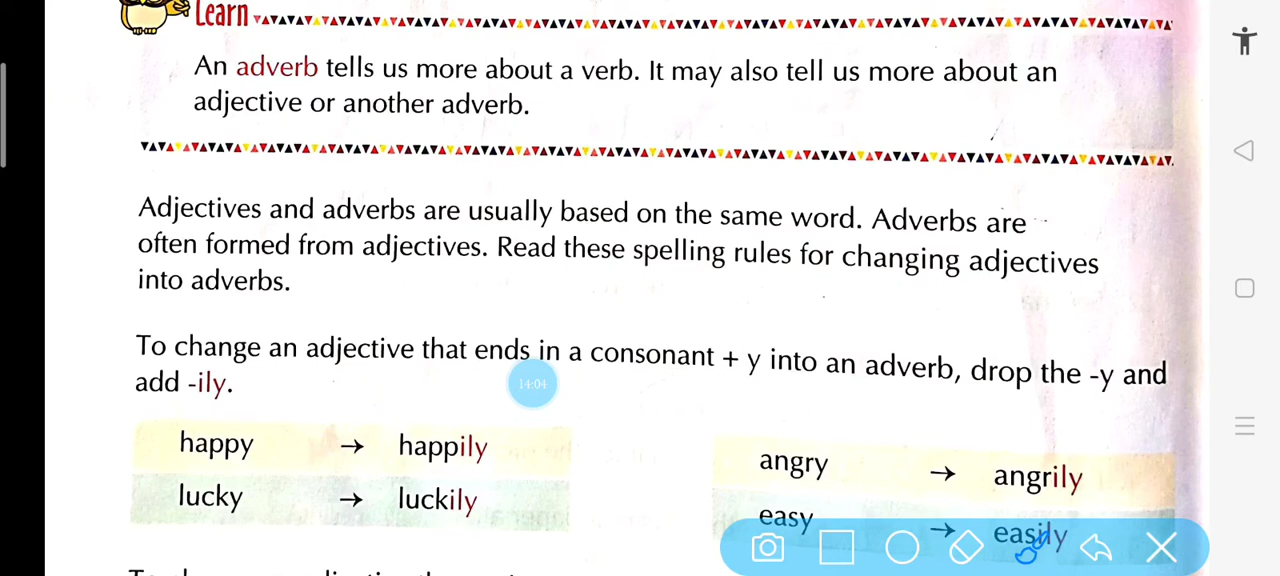 Learn
An adverb tells us more about a verb. It may also tell us more about an
adjective or another adverb.
Adjectives and adverbs are usually based on the same word. Adverbs are
often formed from adjectives. Read these spelling rules for changing adjectives
into adverbs.
To change an adjective that ends in a consonant + y into an adverb, drop the -y and
add -ily.
14:04
happy → happily
angry → angrily
lucky → luckily
easy → easily